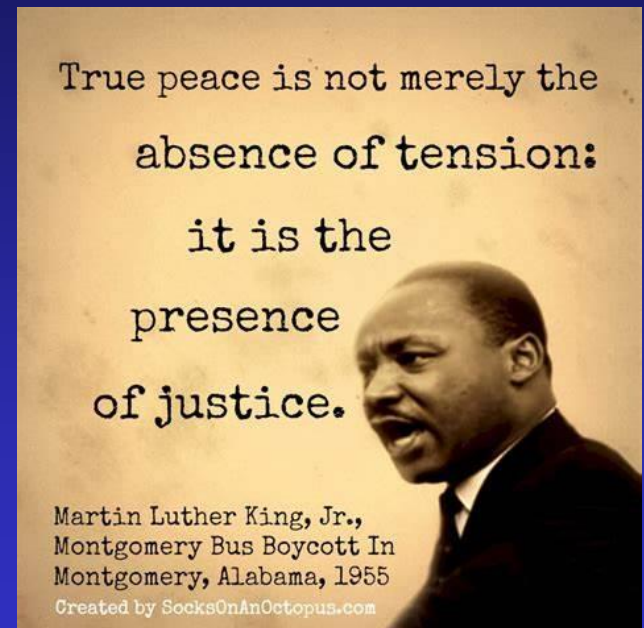 True peace is not merely the
absence of tension:
it is the
presence
of justice.
Martin Luther King, Jr.,
Montgomery Bus Boycott In
Montgomery, Alabama, 1955
Created by SocksOnAnOctopus.com